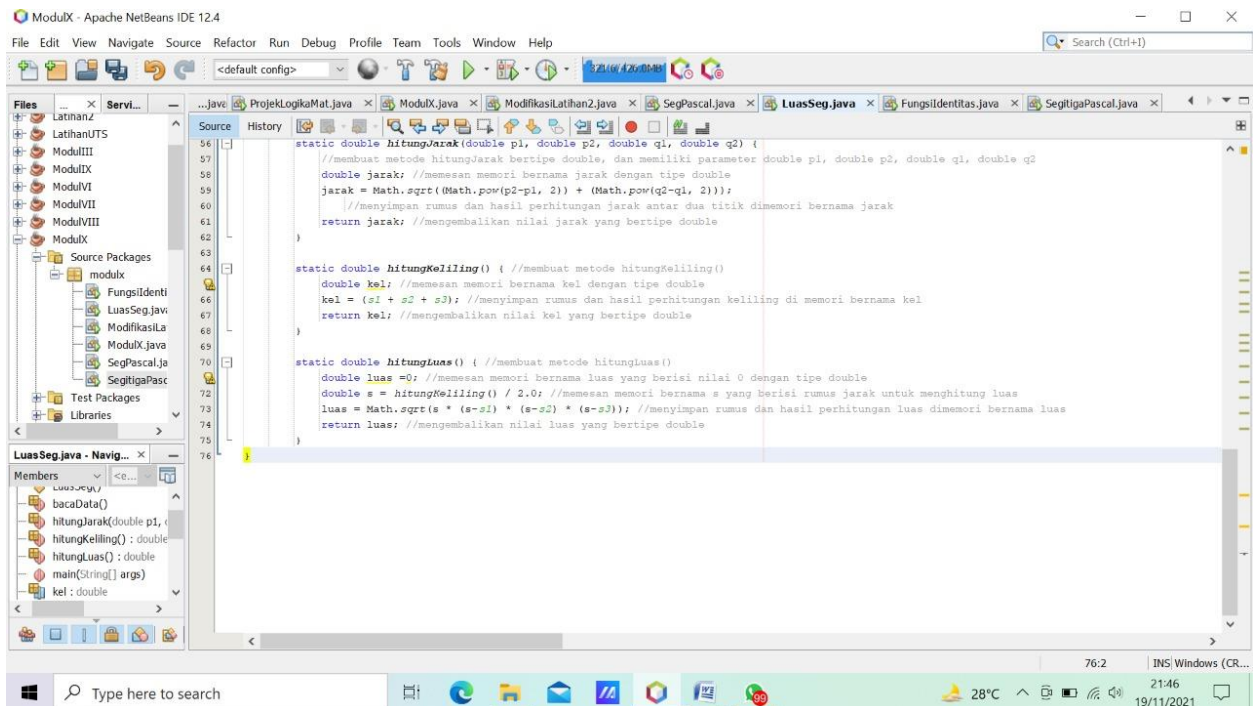 ModulX - Apache NetBeans IDE 12.4
File Edit View Navigate Source Refactor Run Debug Profile Team Tools Window Help
Search (Ctrl+I)
<default config>
Files ... Servi...
...java ProjekLogikaMat.java ModulX.java ModifikasiLatihan2.java SegPascal.java LuasSeg.java FungsiIdentitas.java SegitigaPascal.java
Source History
Latihan2
LatihanUTS
ModulIII
ModulIX
ModulVI
ModulVII
ModulVIII
ModulX
Source Packages
modulx
FungsiIdenti
LuasSeg.java
ModifikasiLa
ModulX.java
SegPascal.ja
SegitigaPasc
Test Packages
Libraries
56 static double hitungJarak(double p1, double p2, double q1, double q2) {
57 //membuat metode hitungJarak bertipe double, dan memiliki parameter double p1, double p2, double q1, double q2
58 double jarak; //memesan memori bernama jarak dengan tipe double
59 jarak = Math.sqrt((Math.pow(p2-p1, 2)) + (Math.pow(q2-q1, 2)));
60 //menyimpan rumus dan hasil perhitungan jarak antar dua titik dimemori bernama jarak
61 return jarak; //mengembalikan nilai jarak yang bertipe double
62 }
63
64 static double hitungKeliling() { //membuat metode hitungKeliling()
double kel; //memesan memori bernama kel dengan tipe double
66 kel = (s1 + s2 + s3); //menyimpan rumus dan hasil perhitungan keliling di memori bernama kel
67 return kel; //mengembalikan nilai kel yang bertipe double
68 }
69
70 static double hitungLuas() { //membuat metode hitungLuas()
double luas =0; //memesan memori bernama luas yang berisi nilai 0 dengan tipe double
72 double s = hitungKeliling() / 2.0; //memesan memori bernama s yang berisi rumus jarak untuk menghitung luas
73 luas = Math.sqrt(s * (s-s1) * (s-s2) * (s-s3)); //menyimpan rumus dan hasil perhitungan luas dimemori bernama luas
74 return luas; //mengembalikan nilai luas yang bertipe double
75 }
76 }
LuasSeg.java - Navig...
Members <e...
LuasSeg()
bacaData()
hitungJarak(double p1, 
hitungKeliling() : double
hitungLuas() : double
main(String[] args)
kel : double
76:2 INS Windows (CR...
Type here to search
99
28°C
21:46
19/11/2021